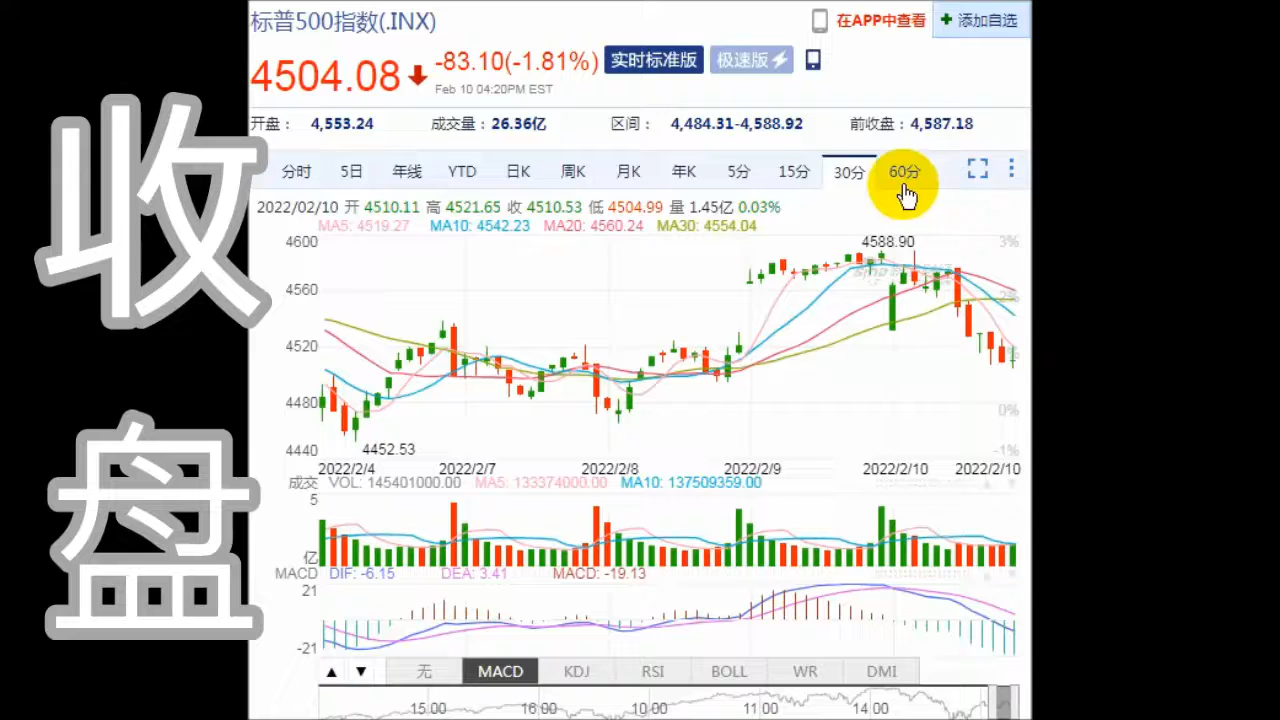 收
盘
标普500指数(.INX)
在APP中查看
添加自选
4504.08
-83.10(-1.81%)
实时标准版
极速版
Feb 10 04:20PM EST
开盘： 4,553.24 成交量：26.36亿 区间： 4,484.31-4,588.92 前收盘：4,587.18
分时 5日 年线 YTD 日K 周K 月K 年K 5分 15分 30分 60分
2022/02/10 开 4510.11 高 4521.65 收 4510.53 低 4504.99 量 1.45亿 0.03%
MA5: 4519.27 MA10: 4542.23 MA20: 4560.24 MA30: 4554.04
4600 4588.90 3%
4560 2%
4520
4480 0%
4440 4452.53 -1%
2022/2/4 2022/2/7 2022/2/8 2022/2/9 2022/2/10 2022/2/10
成交 VOL: 145401000.00 MA5: 133374000.00 MA10: 137509359.00
5
亿
MACD DIF: -6.15 DEA: 3.41 MACD: -19.13
21
-21
▲ ▼ 无 MACD KDJ RSI BOLL WR DMI
15:00 16:00 10:00 11:00 14:00